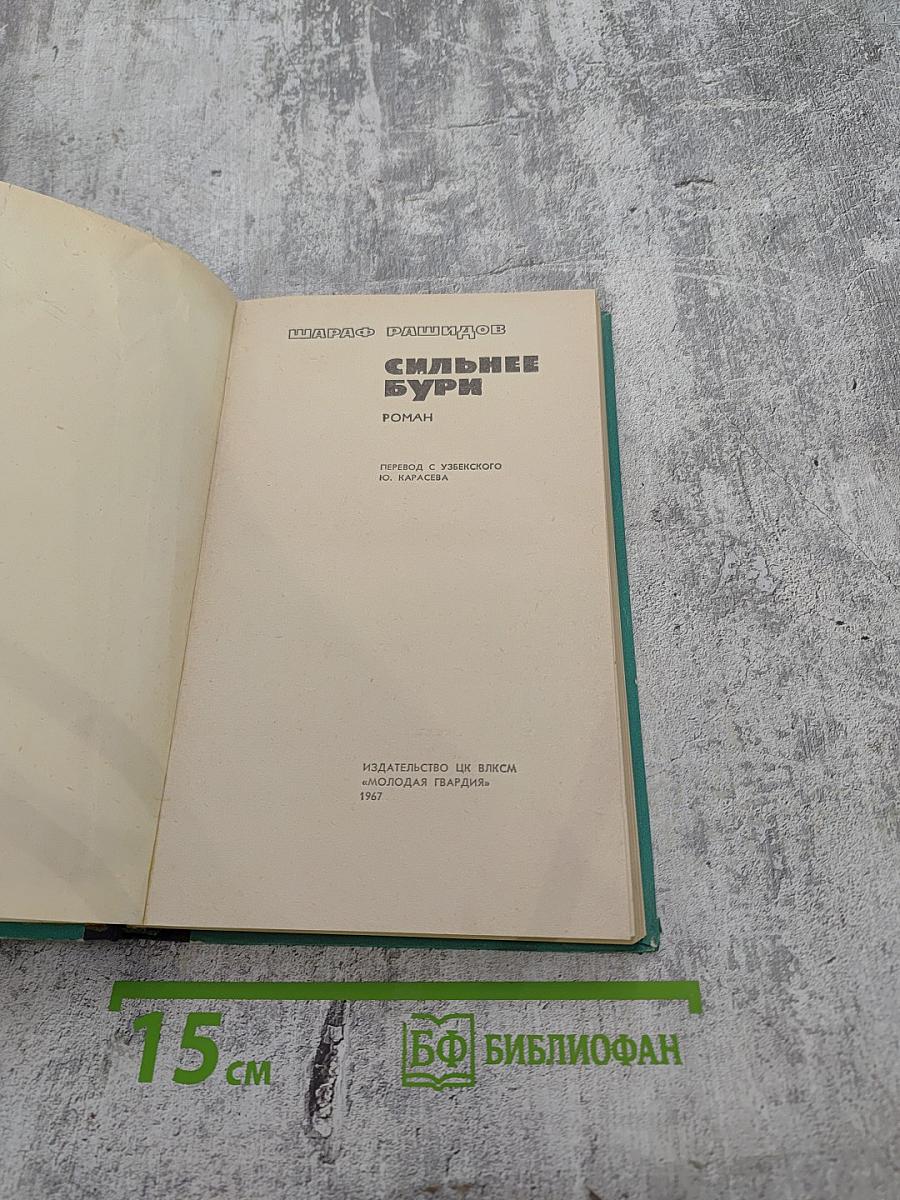 ШАРАФ РАШИДОВ
СИЛЬНЕЕ
БУРИ
РОМАН
ПЕРЕВОД С УЗБЕКСКОГО
Ю. КАРАСЕВА
ИЗДАТЕЛЬСТВО ЦК ВЛКСМ
«МОЛОДАЯ ГВАРДИЯ»
1967
15 см
БФ БИБЛИОФАН